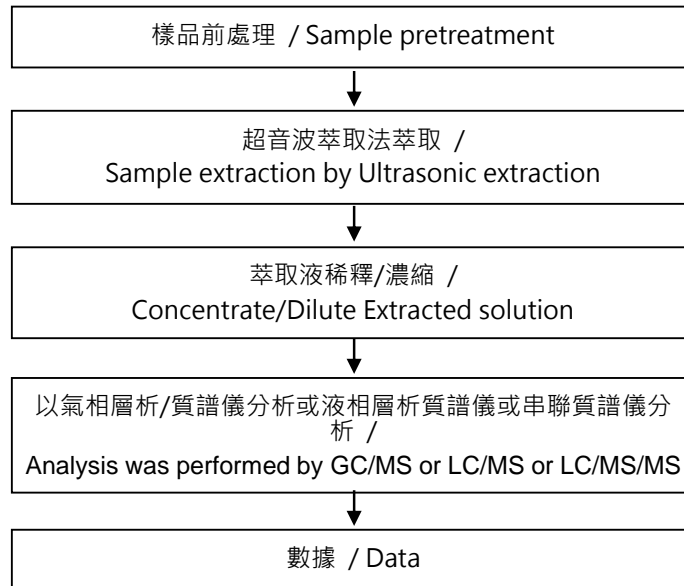 樣品前處理 / Sample pretreatment
超音波萃取法萃取 /
Sample extraction by Ultrasonic extraction
萃取液稀釋/濃縮 /
Concentrate/Dilute Extracted solution
以氣相層析/質譜儀分析或液相層析質譜儀或串聯質譜儀分
析 /
Analysis was performed by GC/MS or LC/MS or LC/MS/MS
數據 / Data